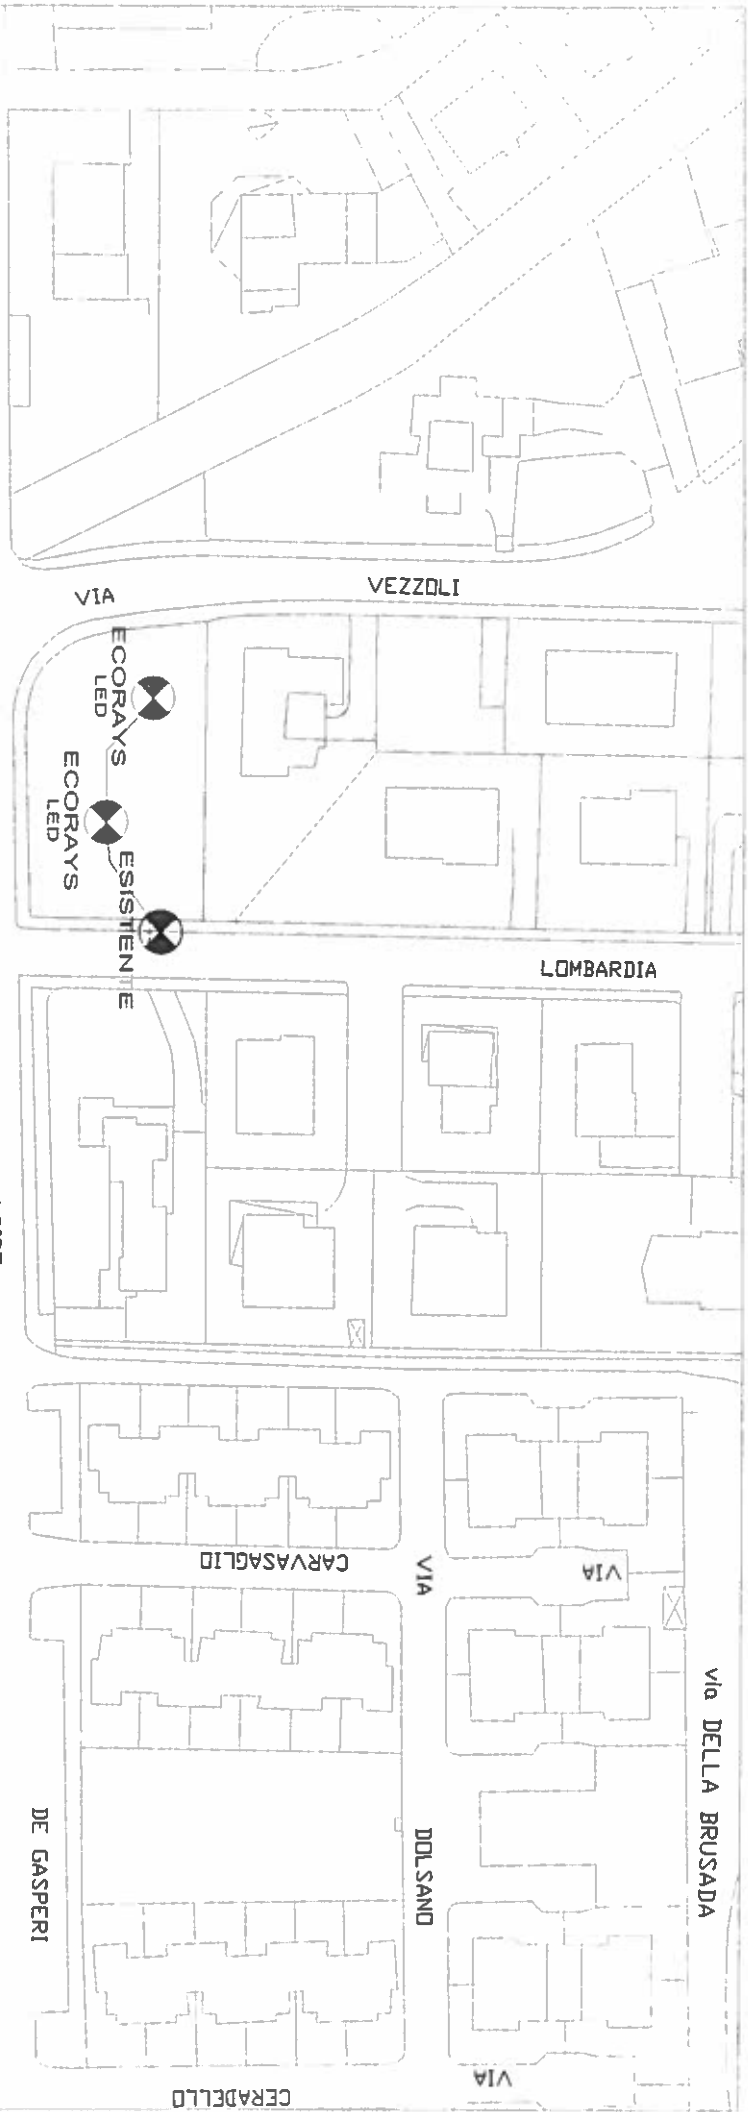 VIA
VEZZOLI
ECORAYS
LED
ECORAYS
LED
ESISTENTE
LOMBARDIA
CARVASAGLIO
VIA
VIA
via DELLA BRUSADA
DE GASPERI
DOLSANO
VIA
CERADELLO